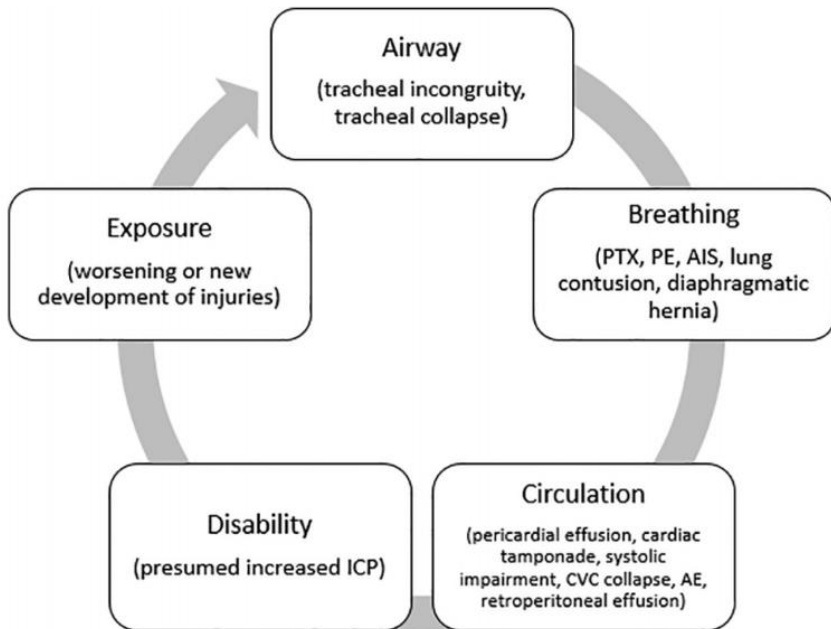 Airway
(tracheal incongruity,
tracheal collapse)
Breathing
(PTX, PE, AIS, lung
contusion, diaphragmatic
hernia)
Circulation
(pericardial effusion, cardiac
tamponade, systolic
impairment, CVC collapse, AE,
retroperitoneal effusion)
Disability
(presumed increased ICP)
Exposure
(worsening or new
development of injuries)